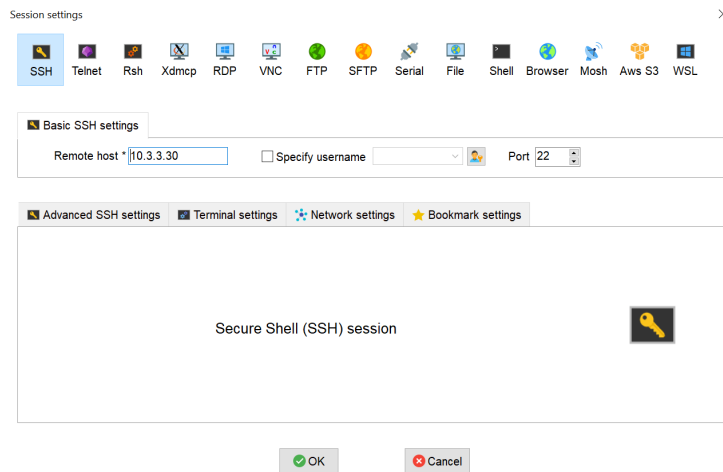 Session settings
SSH Telnet Rsh Xdmcp RDP VNC FTP SFTP Serial File Shell Browser Mosh Aws S3 WSL
Basic SSH settings
Remote host * 10.3.3.30 Specify username Port 22
Advanced SSH settings Terminal settings Network settings Bookmark settings
Secure Shell (SSH) session
OK Cancel